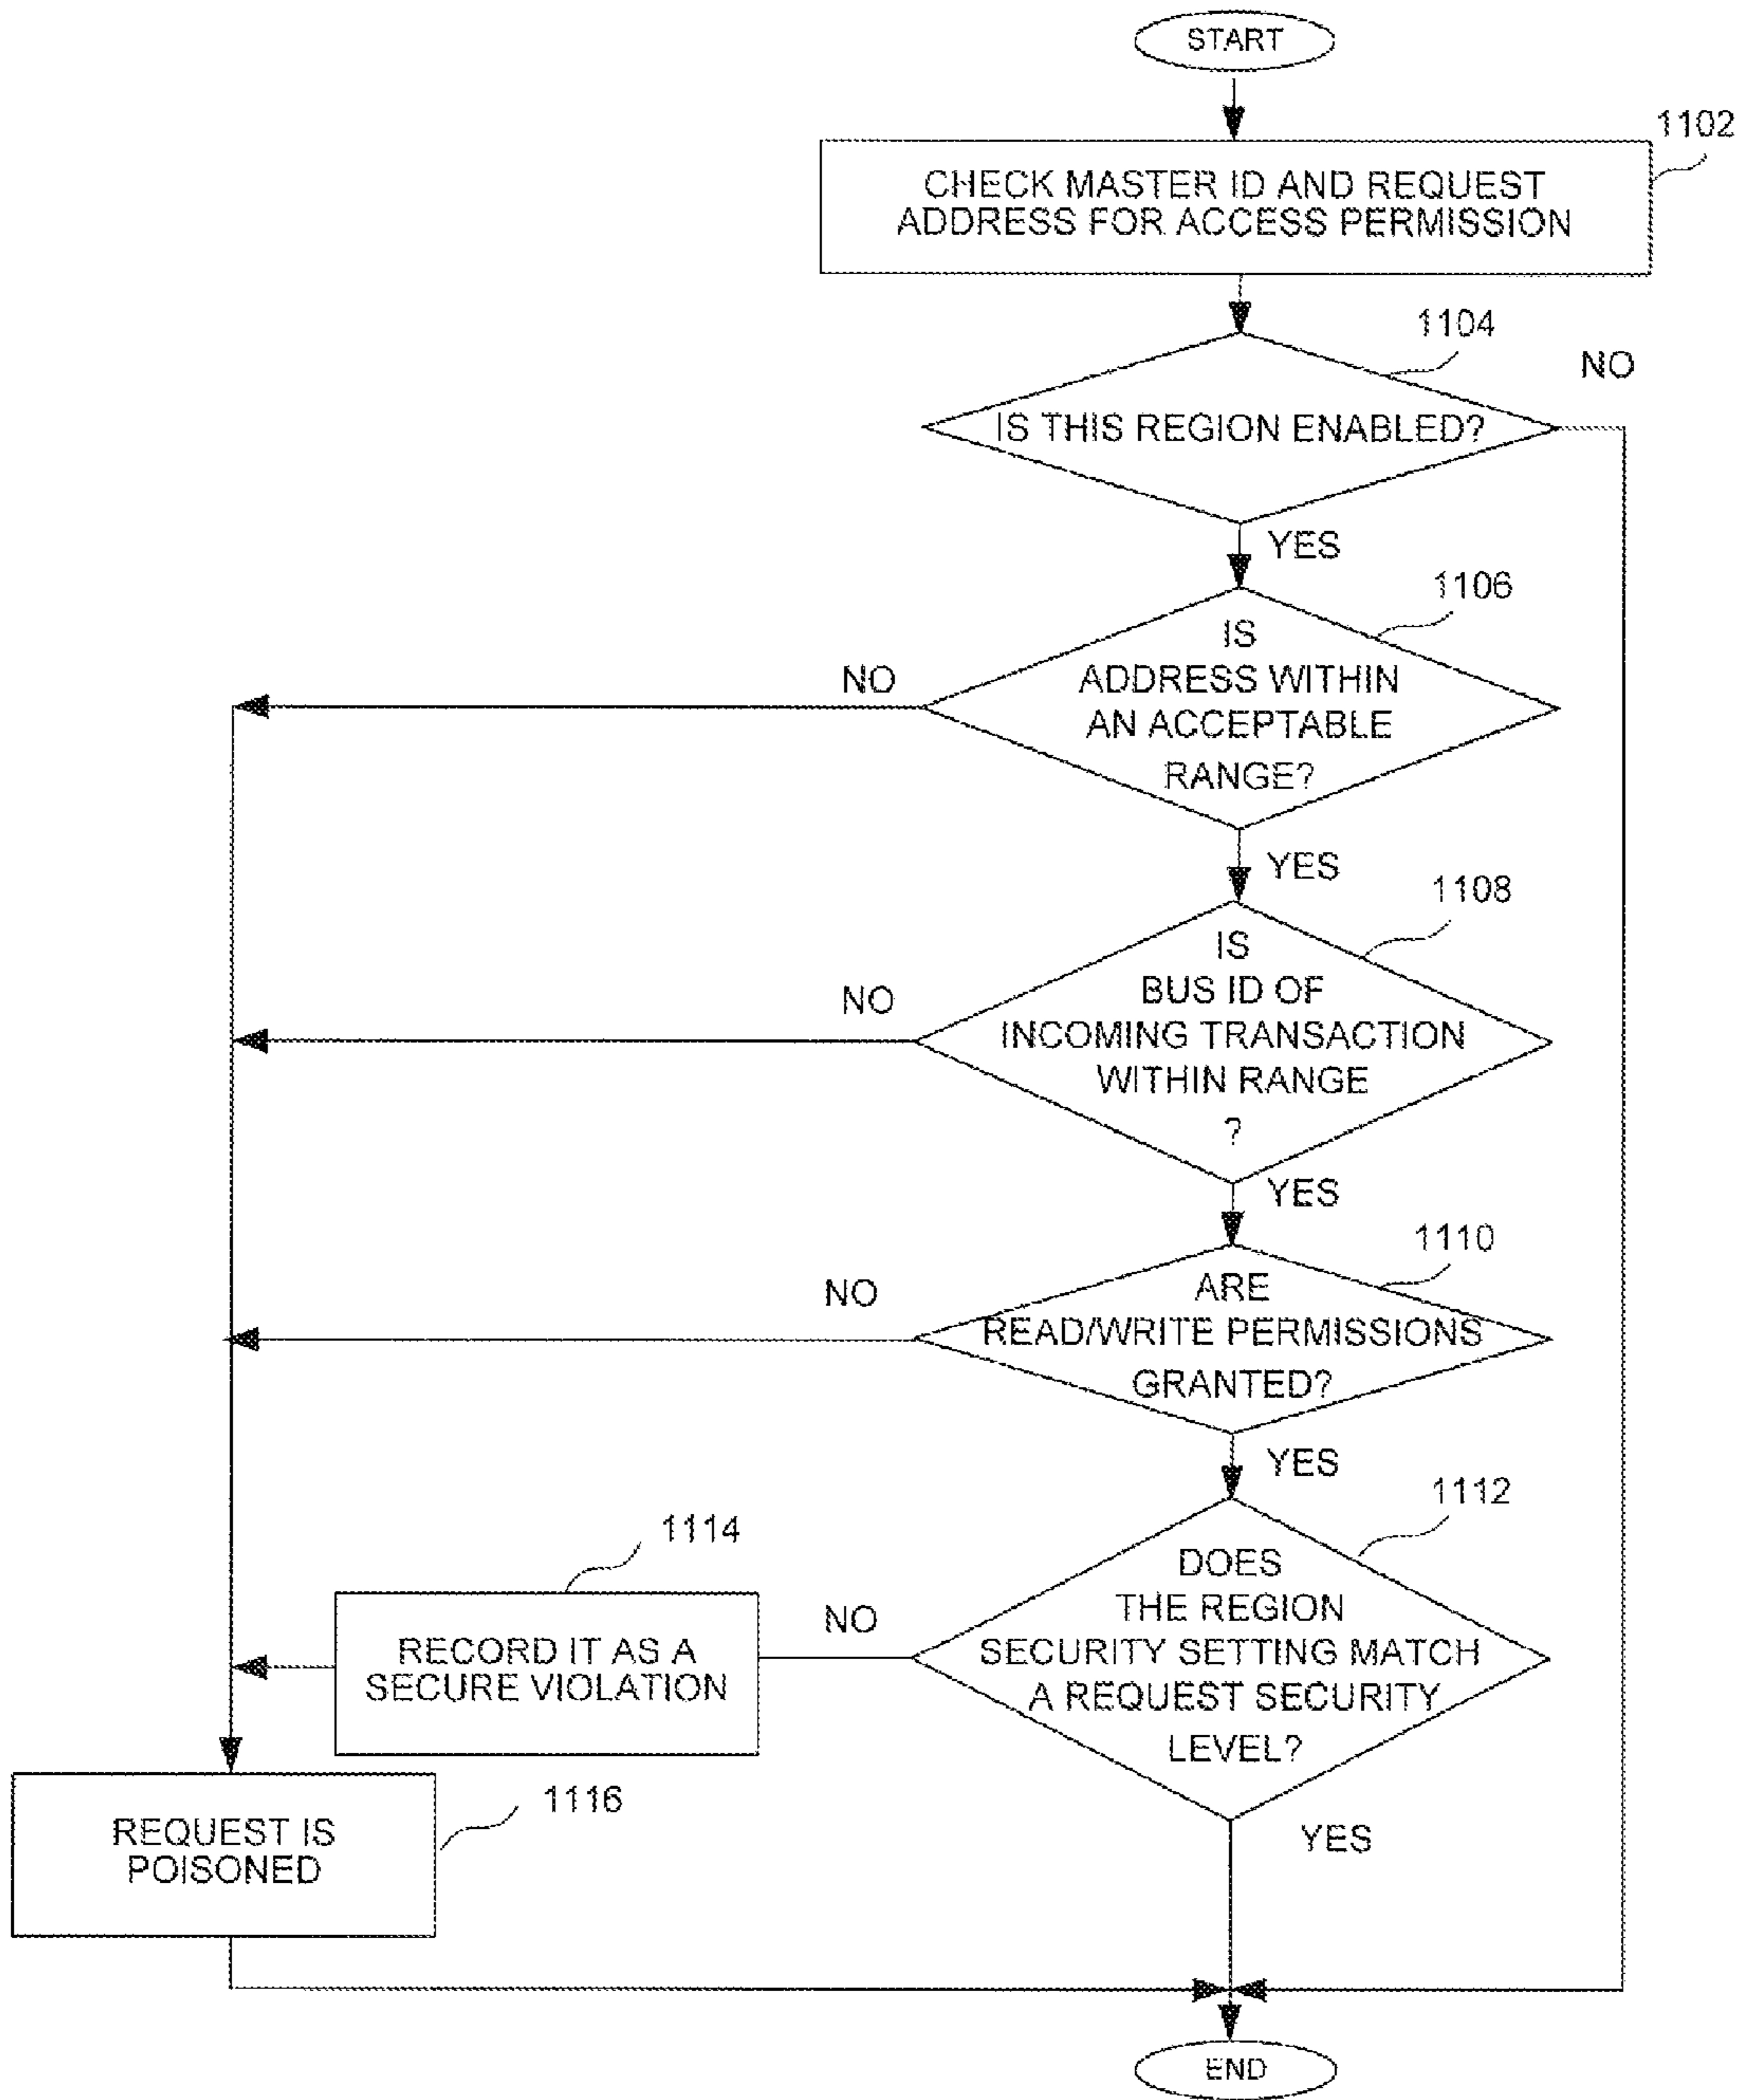 START
1102
CHECK MASTER ID AND REQUEST
ADDRESS FOR ACCESS PERMISSION
1104
NO
IS THIS REGION ENABLED?
YES
1106
IS
ADDRESS WITHIN
AN ACCEPTABLE
RANGE?
NO
YES
1108
IS
BUS ID OF
INCOMING TRANSACTION
WITHIN RANGE
?
NO
YES
1110
ARE
READ/WRITE PERMISSIONS
GRANTED?
NO
YES
1112
DOES
THE REGION
SECURITY SETTING MATCH
A REQUEST SECURITY
LEVEL?
NO
1114
RECORD IT AS A
SECURE VIOLATION
YES
1116
REQUEST IS
POISONED
END